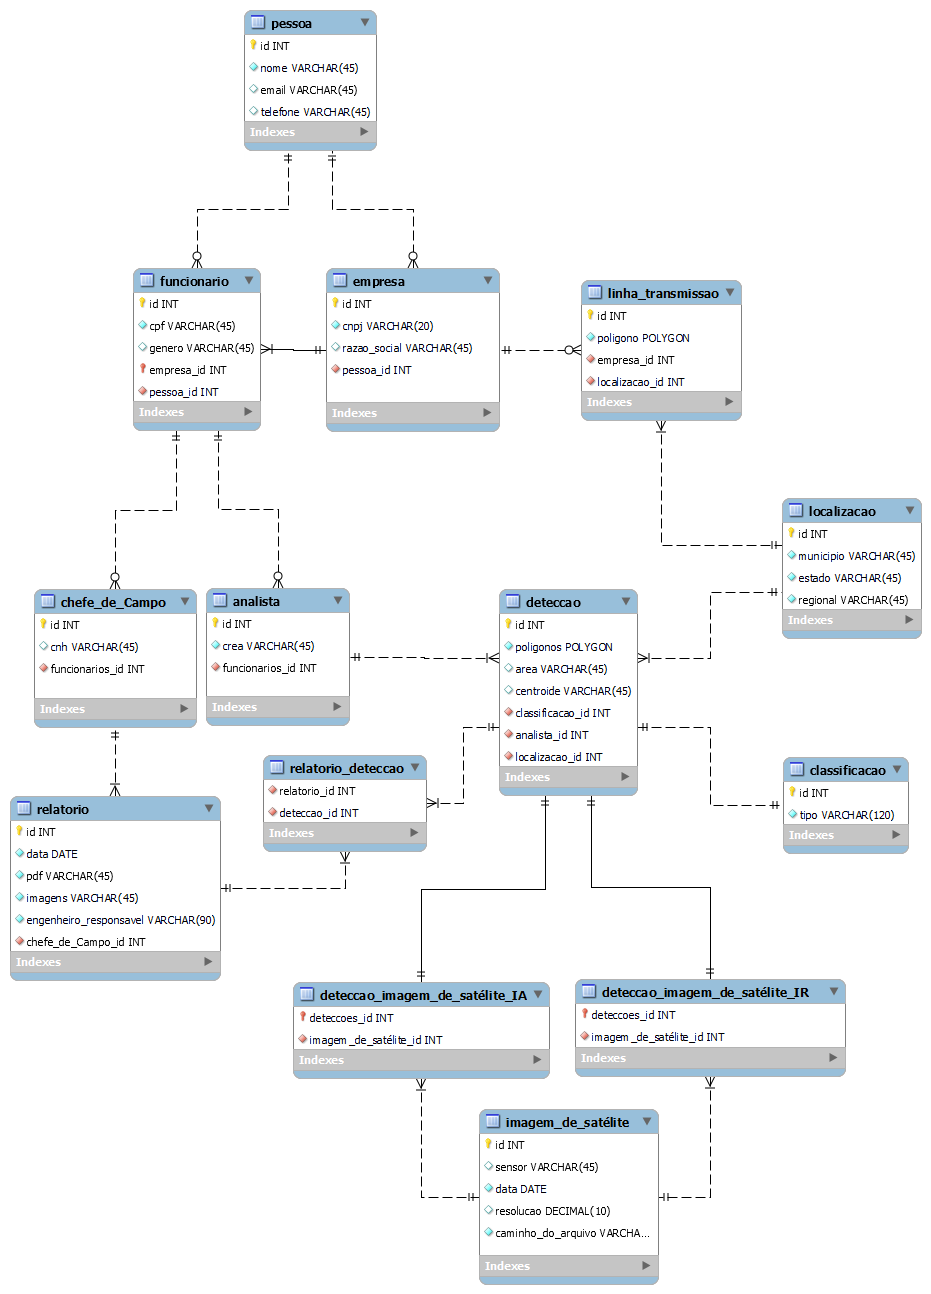 pessoa
id INT
nome VARCHAR(45)
email VARCHAR(45)
telefone VARCHAR(45)
Indexes
funcionario
id INT
cpf VARCHAR(45)
genero VARCHAR(45)
empresa_id INT
pessoa_id INT
Indexes
empresa
id INT
cnpj VARCHAR(20)
razao_social VARCHAR(45)
pessoa_id INT
Indexes
linha_transmissao
id INT
poligono POLYGON
empresa_id INT
localizacao_id INT
Indexes
localizacao
id INT
municipio VARCHAR(45)
estado VARCHAR(45)
regional VARCHAR(45)
Indexes
chefe_de_Campo
id INT
cnh VARCHAR(45)
funcionarios_id INT
Indexes
analista
id INT
crea VARCHAR(45)
funcionarios_id INT
Indexes
deteccao
id INT
poligonos POLYGON
area VARCHAR(45)
centroide VARCHAR(45)
classificacao_id INT
analista_id INT
localizacao_id INT
Indexes
relatorio_deteccao
relatorio_id INT
deteccao_id INT
Indexes
classificacao
id INT
tipo VARCHAR(120)
Indexes
relatorio
id INT
data DATE
pdf VARCHAR(45)
imagens VARCHAR(45)
engenheiro_responsavel VARCHAR(90)
chefe_de_Campo_id INT
Indexes
deteccao_imagem_de_satélite_IA
deteccoes_id INT
imagem_de_satélite_id INT
Indexes
deteccao_imagem_de_satélite_IR
deteccoes_id INT
imagem_de_satélite_id INT
Indexes
imagem_de_satélite
id INT
sensor VARCHAR(45)
data DATE
resolucao DECIMAL(10)
caminho_do_arquivo VARCHA...
Indexes